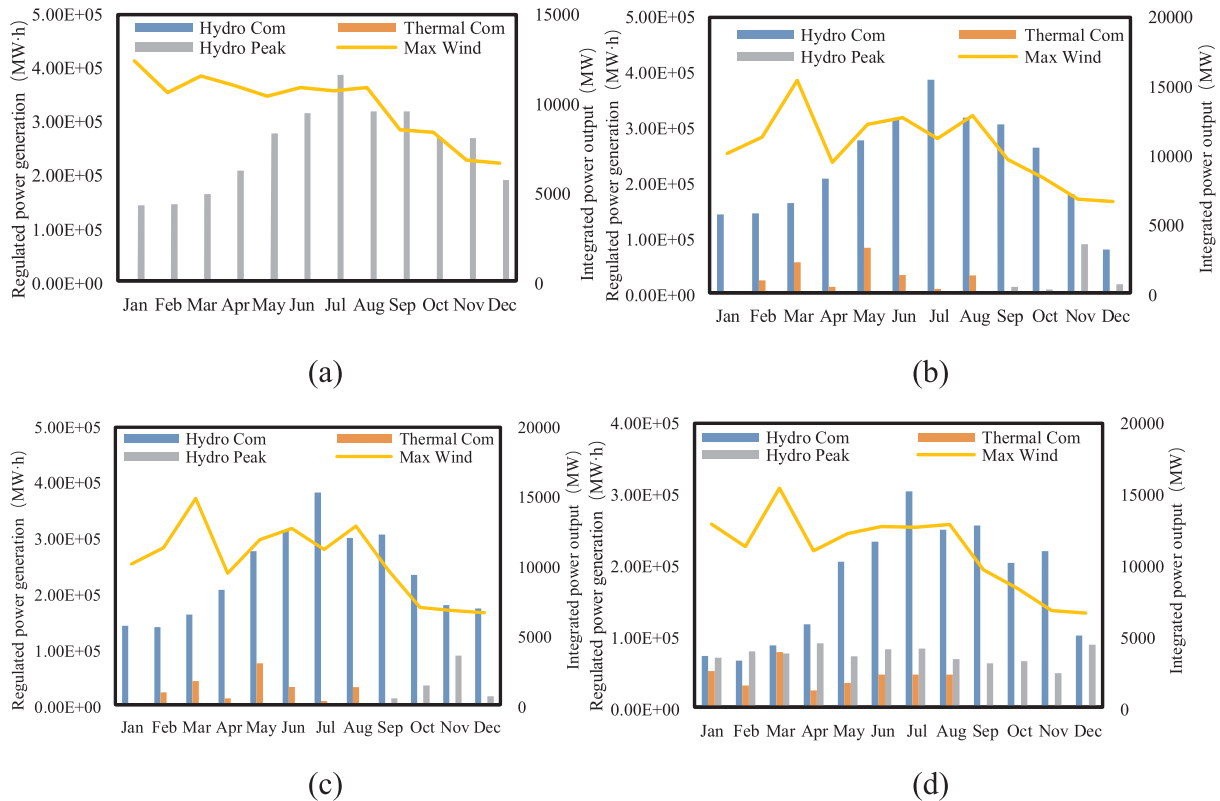 5.00E+05
4.00E+05
3.00E+05
2.00E+05
1.00E+05
0.00E+00
Regulated power generation（MW·h）
Hydro Com
Thermal Com
Hydro Peak
Max Wind
15000
10000
5000
0
Integrated power output（MW）
Jan Feb Mar Apr May Jun Jul Aug Sep Oct Nov Dec
(a)
5.00E+05
4.00E+05
3.00E+05
2.00E+05
1.00E+05
0.00E+00
Regulated power generation（MW·h）
Hydro Com
Thermal Com
Hydro Peak
Max Wind
20000
15000
10000
5000
0
Integrated power output（MW）
Jan Feb Mar Apr May Jun Jul Aug Sep Oct Nov Dec
(b)
5.00E+05
4.00E+05
3.00E+05
2.00E+05
1.00E+05
0.00E+00
Regulated power generation（MW·h）
Hydro Com
Thermal Com
Hydro Peak
Max Wind
20000
15000
10000
5000
0
Integrated power output（MW）
Jan Feb Mar Apr May Jun Jul Aug Sep Oct Nov Dec
(c)
4.00E+05
3.00E+05
2.00E+05
1.00E+05
0.00E+00
Regulated power generation（MW·h）
Hydro Com
Thermal Com
Hydro Peak
Max Wind
20000
15000
10000
5000
0
Integrated power output（MW）
Jan Feb Mar Apr May Jun Jul Aug Sep Oct Nov Dec
(d)